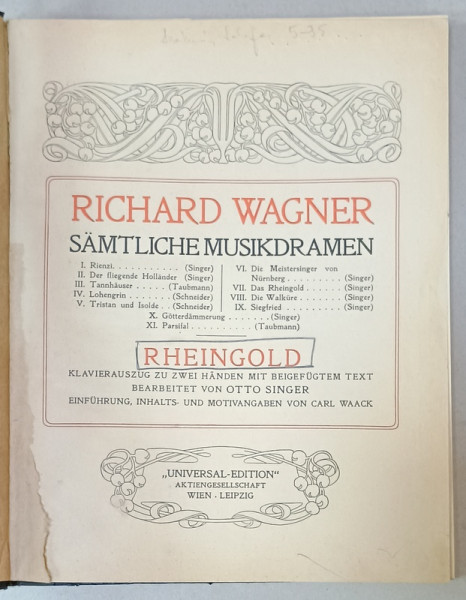 5-35
RICHARD WAGNER
SÄMTLICHE MUSIKDRAMEN
I. Rienzi. . . . . . . . . . . (Singer)
II. Der fliegende Holländer (Singer)
III. Tannhäuser . . . . . (Taubmann)
IV. Lohengrin . . . . . . . (Schneider)
V. Tristan und Isolde . . (Schneider)
VI. Die Meistersinger von
Nürnberg . . . . . . . . . (Singer)
VII. Das Rheingold . . . . . . (Singer)
VIII. Die Walküre . . . . . . . (Singer)
IX. Siegfried . . . . . . . . . (Singer)
X. Götterdämmerung . . . . . . . (Singer)
XI. Parsifal . . . . . . . . . . (Taubmann)
RHEINGOLD
KLAVIERAUSZUG ZU ZWEI HÄNDEN MIT BEIGEFÜGTEM TEXT
BEARBEITET VON OTTO SINGER
EINFÜHRUNG, INHALTS- UND MOTIVANGABEN VON CARL WAACK
„UNIVERSAL-EDITION"
AKTIENGESELLSCHAFT
WIEN - LEIPZIG